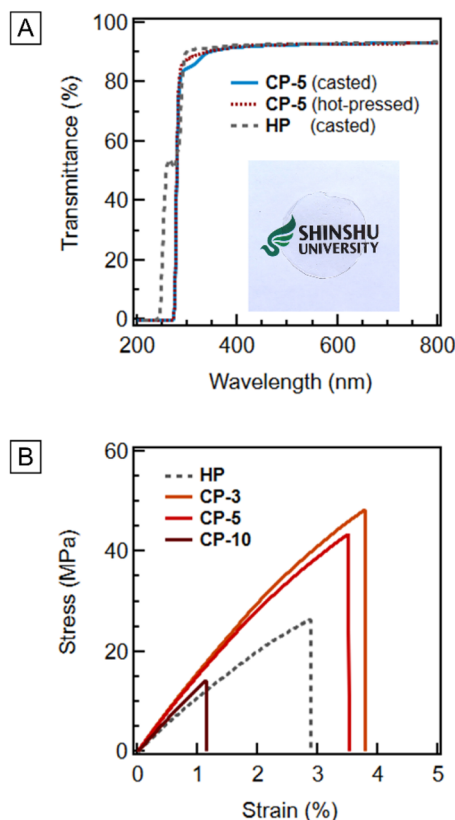 A
100
80
60
40
20
0
Transmittance (%)
CP-5 (casted)
CP-5 (hot-pressed)
HP (casted)
SHINSHU
UNIVERSITY
200 400 600 800
Wavelength (nm)
B
60
40
20
0
Stress (MPa)
HP
CP-3
CP-5
CP-10
0 1 2 3 4 5
Strain (%)